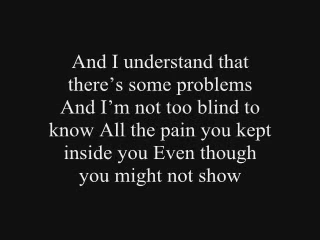 And I understand that
there’s some problems
And I’m not too blind to
know All the pain you kept
inside you Even though
you might not show